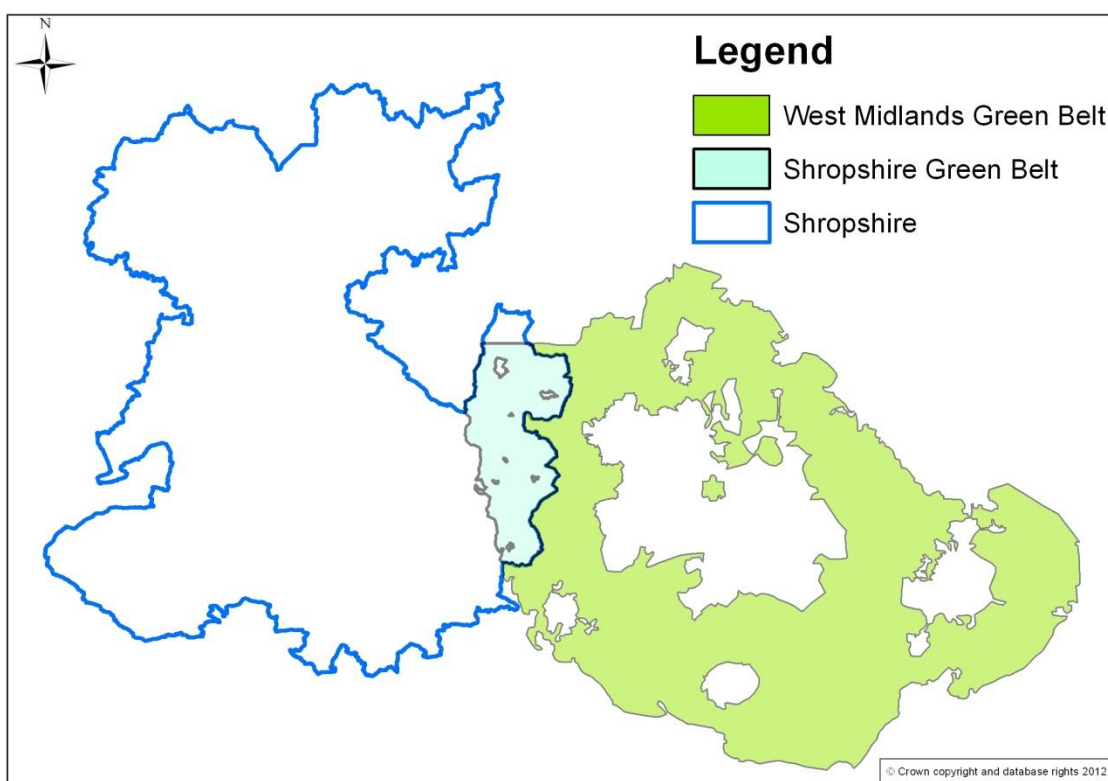 N
Legend
West Midlands Green Belt
Shropshire Green Belt
Shropshire
© Crown copyright and database rights 2012